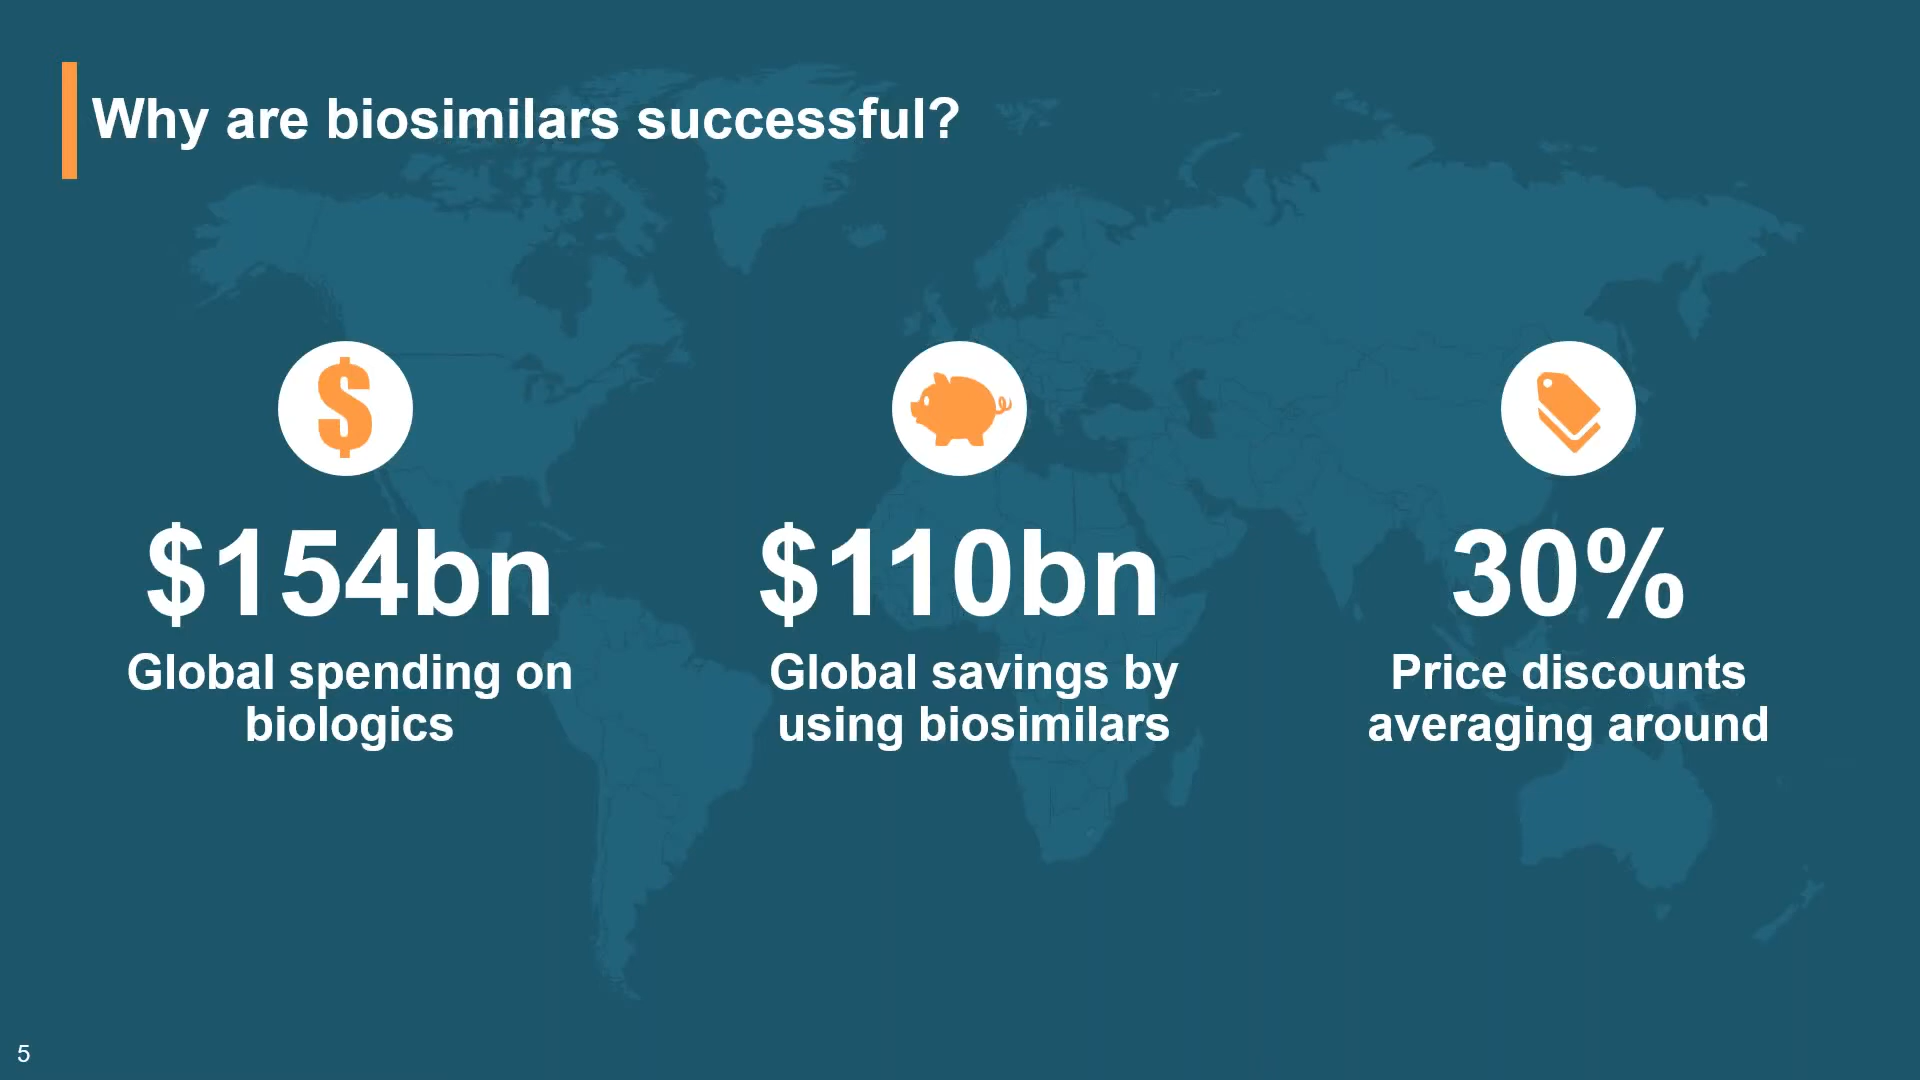 Why are biosimilars successful?
$154bn
Global spending on
biologics
$110bn
Global savings by
using biosimilars
30%
Price discounts
averaging around
5